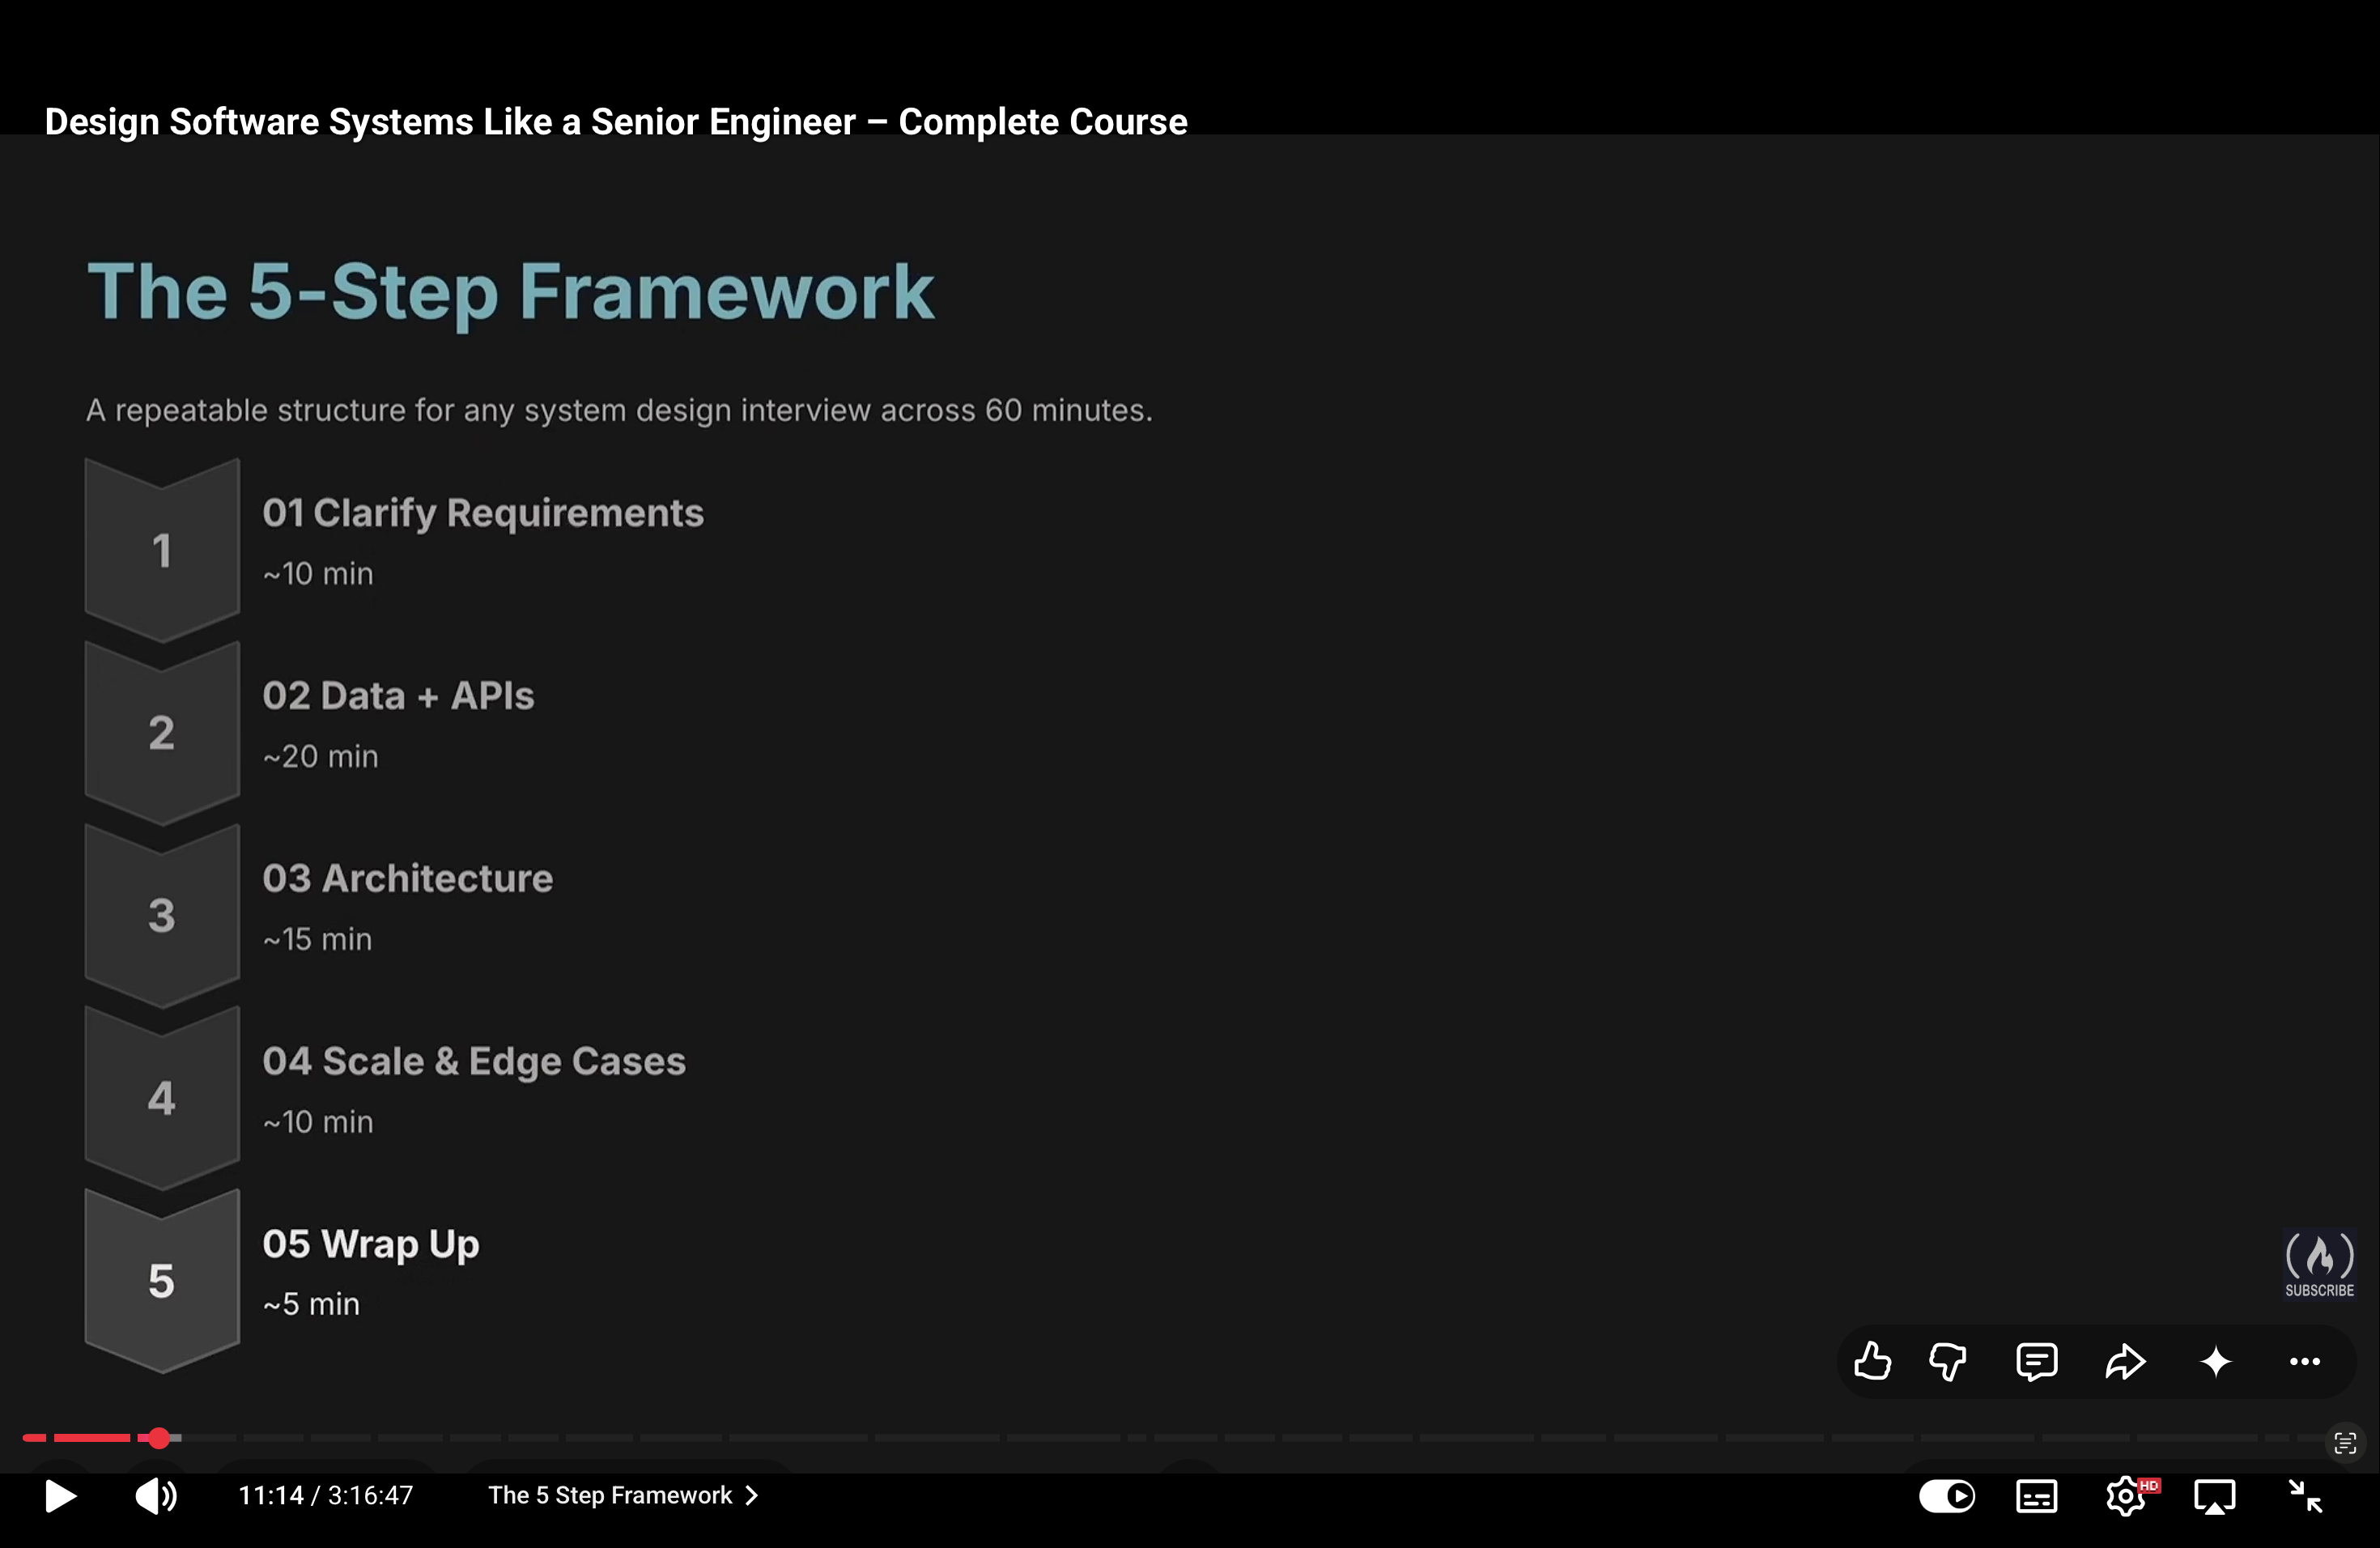 Design Software Systems Like a Senior Engineer – Complete Course
The 5-Step Framework
A repeatable structure for any system design interview across 60 minutes.
1
01 Clarify Requirements
~10 min
2
02 Data + APIs
~20 min
3
03 Architecture
~15 min
4
04 Scale & Edge Cases
~10 min
5
05 Wrap Up
~5 min
SUBSCRIBE
11:14 / 3:16:47
The 5 Step Framework
HD